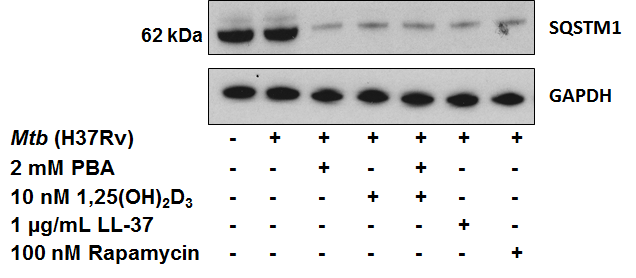 62 kDa SQSTM1
GAPDH
Mtb (H37Rv) - + + + + + +
2 mM PBA - - + - + - -
10 nM 1,25(OH)₂D₃ - - - + + - -
1 µg/mL LL-37 - - - - - + -
100 nM Rapamycin - - - - - - +